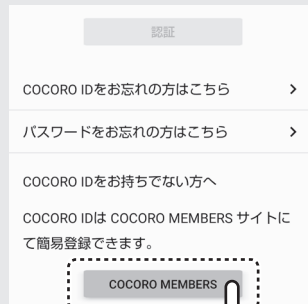 認証
COCORO IDをお忘れの方はこちら
パスワードをお忘れの方はこちら
COCORO IDをお持ちでない方へ
COCORO IDは COCORO MEMBERS サイトに
て簡易登録できます。
COCORO MEMBERS